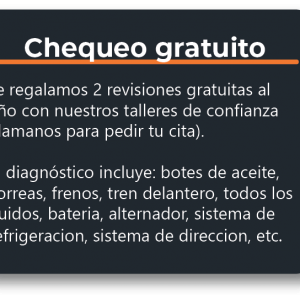 Chequeo gratuito
e regalamos 2 revisiones gratuitas al
ño con nuestros talleres de confianza
lamanos para pedir tu cita).
diagnóstico incluye: botes de aceite,
orreas, frenos, tren delantero, todos los
uidos, bateria, alternador, sistema de
efrigeracion, sistema de direccion, etc.